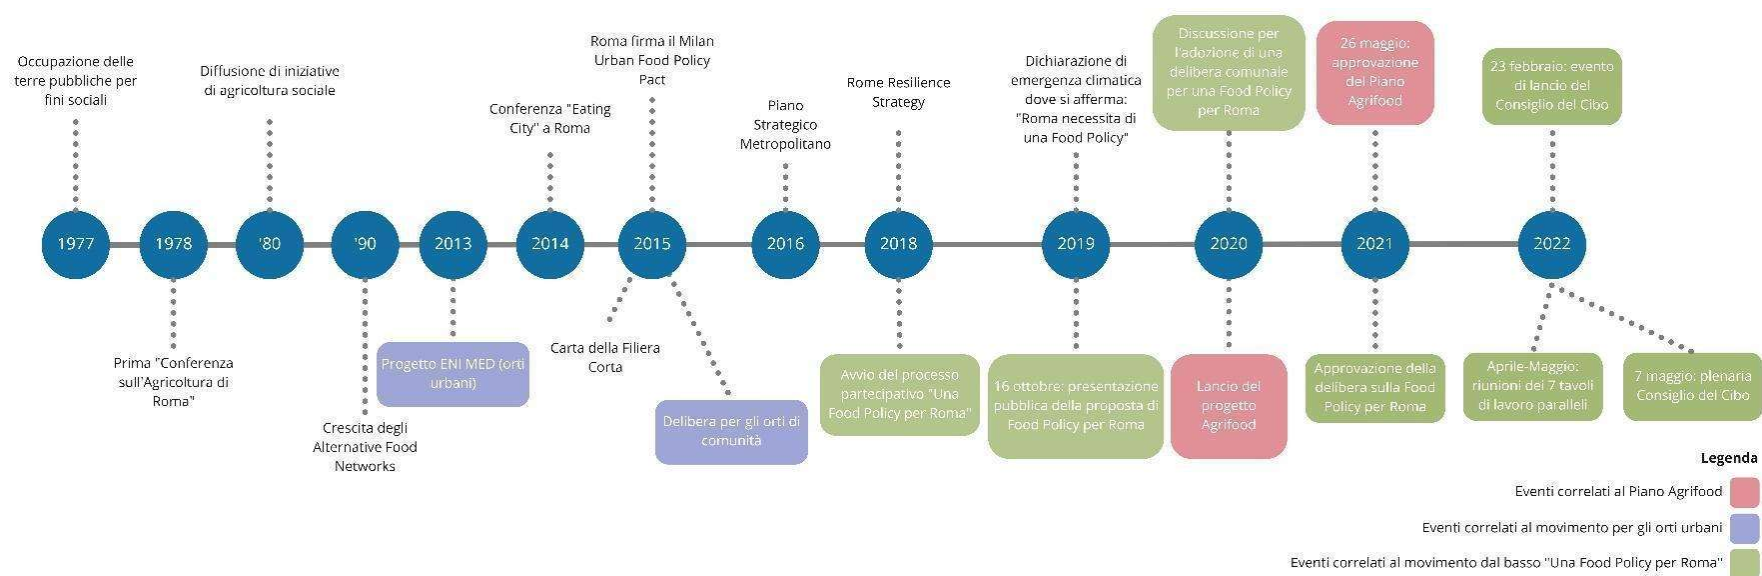 Occupazione delle
terre pubbliche per
fini sociali
Diffusione di iniziative
di agricoltura sociale
Conferenza "Eating
City" a Roma
Roma firma il Milan
Urban Food Policy
Pact
Piano
Strategico
Metropolitano
Rome Resilience
Strategy
Dichiarazione di
emergenza climatica
dove si afferma:
"Roma necessita di
una Food Policy"
Discussione per
l'adozione di una
delibera comunale
per una Food Policy
per Roma
26 maggio:
approvazione
del Piano
Agrifood
23 febbraio: evento
di lancio del
Consiglio del Cibo
1977
1978
'80
'90
2013
2014
2015
2016
2018
2019
2020
2021
2022
Prima "Conferenza
sull'Agricoltura di
Roma"
Crescita degli
Alternative Food
Networks
Progetto ENI MED (orti
urbani)
Carta della Filiera
Corta
Delibera per gli orti di
comunità
Avvio del processo
partecipativo "Una
Food Policy per Roma"
16 ottobre: presentazione
pubblica della proposta di
Food Policy per Roma
Lancio del
progetto
Agrifood
Approvazione della
delibera sulla Food
Policy per Roma
Aprile-Maggio:
riunioni dei 7 tavoli
di lavoro paralleli
7 maggio: plenaria
Consiglio del Cibo
Legenda
Eventi correlati al Piano Agrifood
Eventi correlati al movimento per gli orti urbani
Eventi correlati al movimento dal basso "Una Food Policy per Roma"